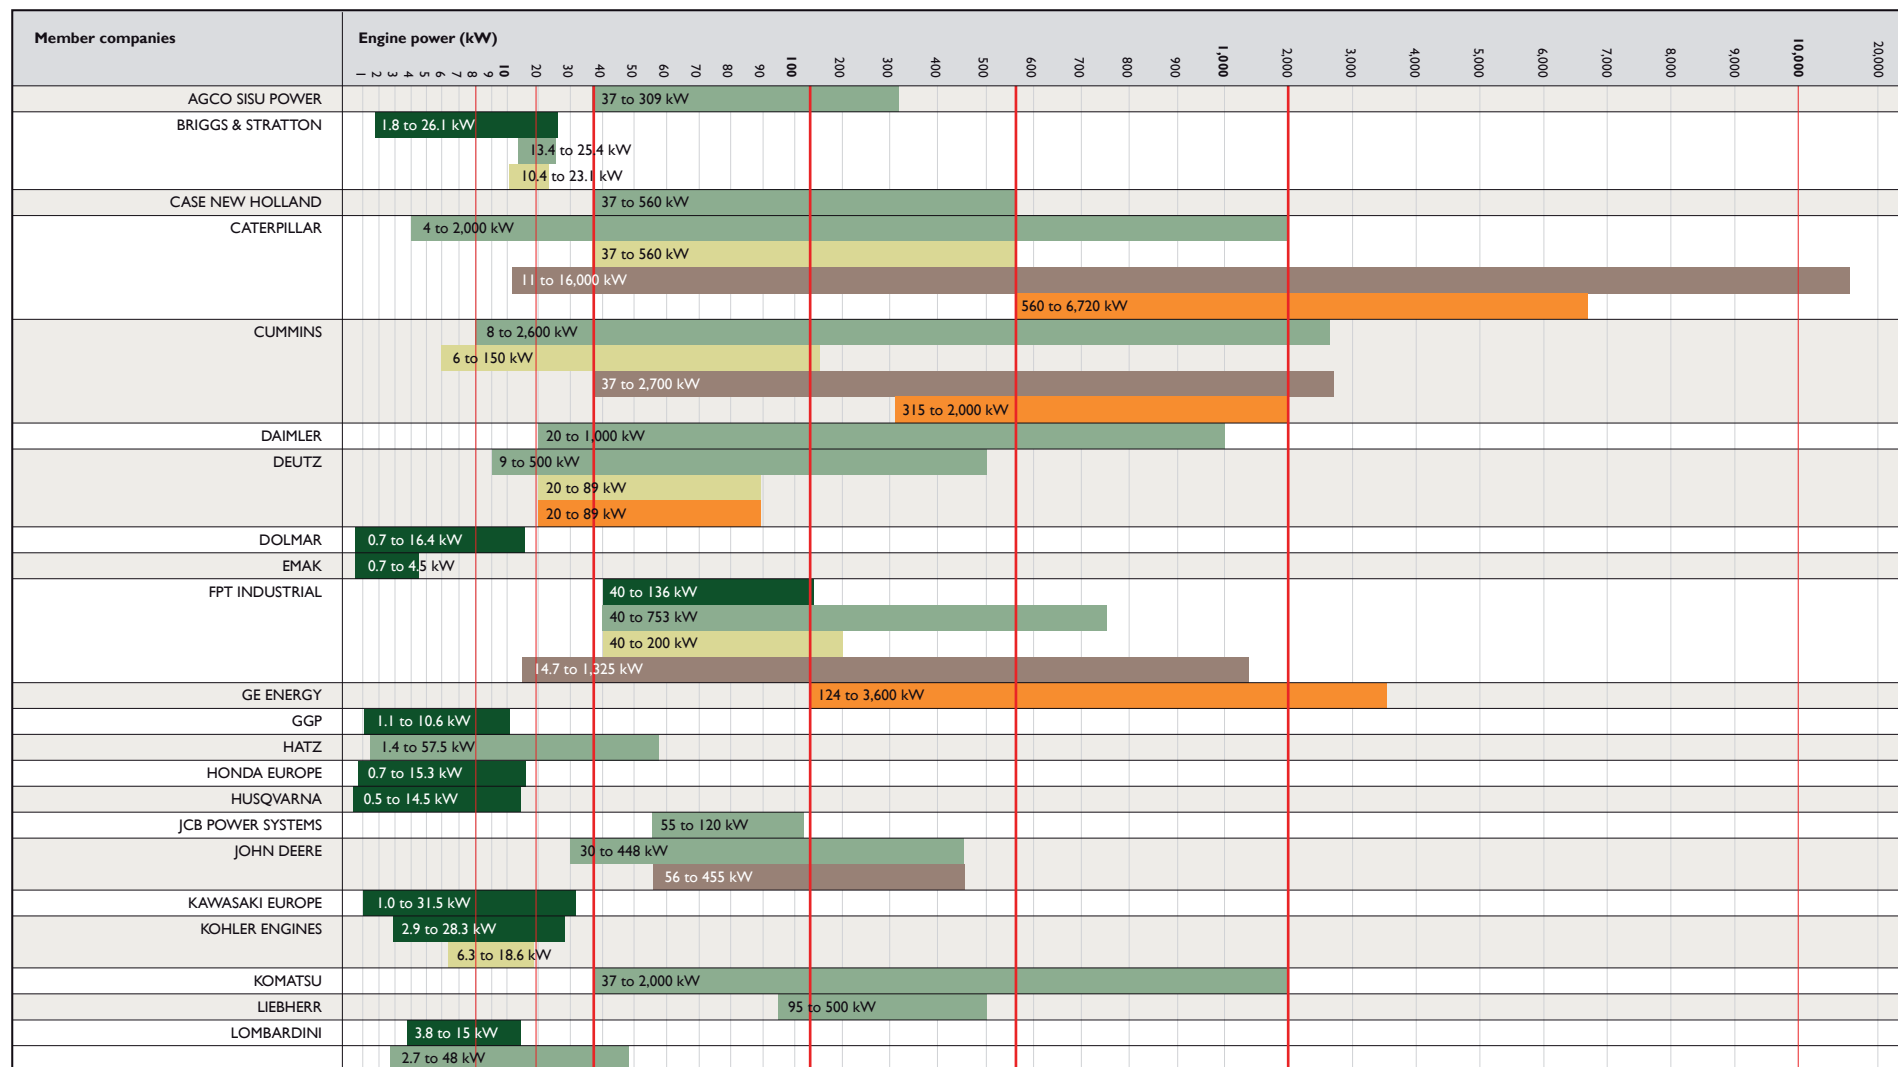 Member companies
Engine power (kW)
1 2 3 4 5 6 7 8 9 10 20 30 40 50 60 70 80 90 100 200 300 400 500 600 700 800 900 1,000 2,000 3,000 4,000 5,000 6,000 7,000 8,000 9,000 10,000 20,000
AGCO SISU POWER 37 to 309 kW
BRIGGS & STRATTON 1.8 to 26.1 kW
13.4 to 25.4 kW
10.4 to 23.1 kW
CASE NEW HOLLAND 37 to 560 kW
CATERPILLAR 4 to 2,000 kW
37 to 560 kW
11 to 16,000 kW
560 to 6,720 kW
CUMMINS 8 to 2,600 kW
6 to 150 kW
37 to 2,700 kW
315 to 2,000 kW
DAIMLER 20 to 1,000 kW
DEUTZ 9 to 500 kW
20 to 89 kW
20 to 89 kW
DOLMAR 0.7 to 16.4 kW
EMAK 0.7 to 4.5 kW
FPT INDUSTRIAL 40 to 136 kW
40 to 753 kW
40 to 200 kW
14.7 to 1,325 kW
GE ENERGY 124 to 3,600 kW
GGP 1.1 to 10.6 kW
HATZ 1.4 to 57.5 kW
HONDA EUROPE 0.7 to 15.3 kW
HUSQVARNA 0.5 to 14.5 kW
JCB POWER SYSTEMS 55 to 120 kW
JOHN DEERE 30 to 448 kW
56 to 455 kW
KAWASAKI EUROPE 1.0 to 31.5 kW
KOHLER ENGINES 2.9 to 28.3 kW
6.3 to 18.6 kW
KOMATSU 37 to 2,000 kW
LIEBHERR 95 to 500 kW
LOMBARDINI 3.8 to 15 kW
2.7 to 48 kW